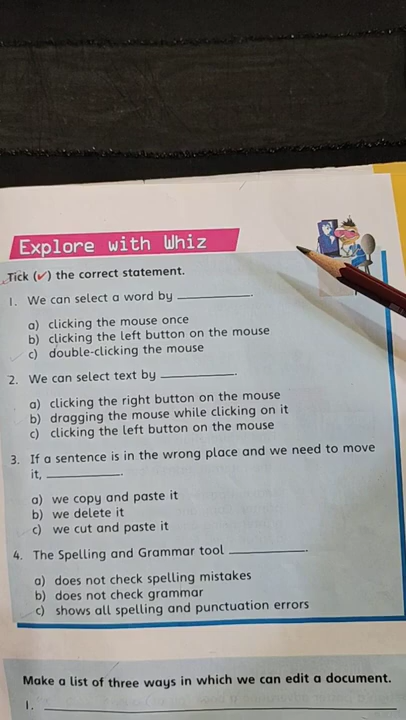 Explore with Whiz
Tick (✓) the correct statement.
1. We can select a word by ___________.
a) clicking the mouse once
b) clicking the left button on the mouse
c) double-clicking the mouse
2. We can select text by ___________.
a) clicking the right button on the mouse
b) dragging the mouse while clicking on it
c) clicking the left button on the mouse
3. If a sentence is in the wrong place and we need to move
it, ___________.
a) we copy and paste it
b) we delete it
c) we cut and paste it
4. The Spelling and Grammar tool ___________.
a) does not check spelling mistakes
b) does not check grammar
c) shows all spelling and punctuation errors
Make a list of three ways in which we can edit a document.
1. ___________